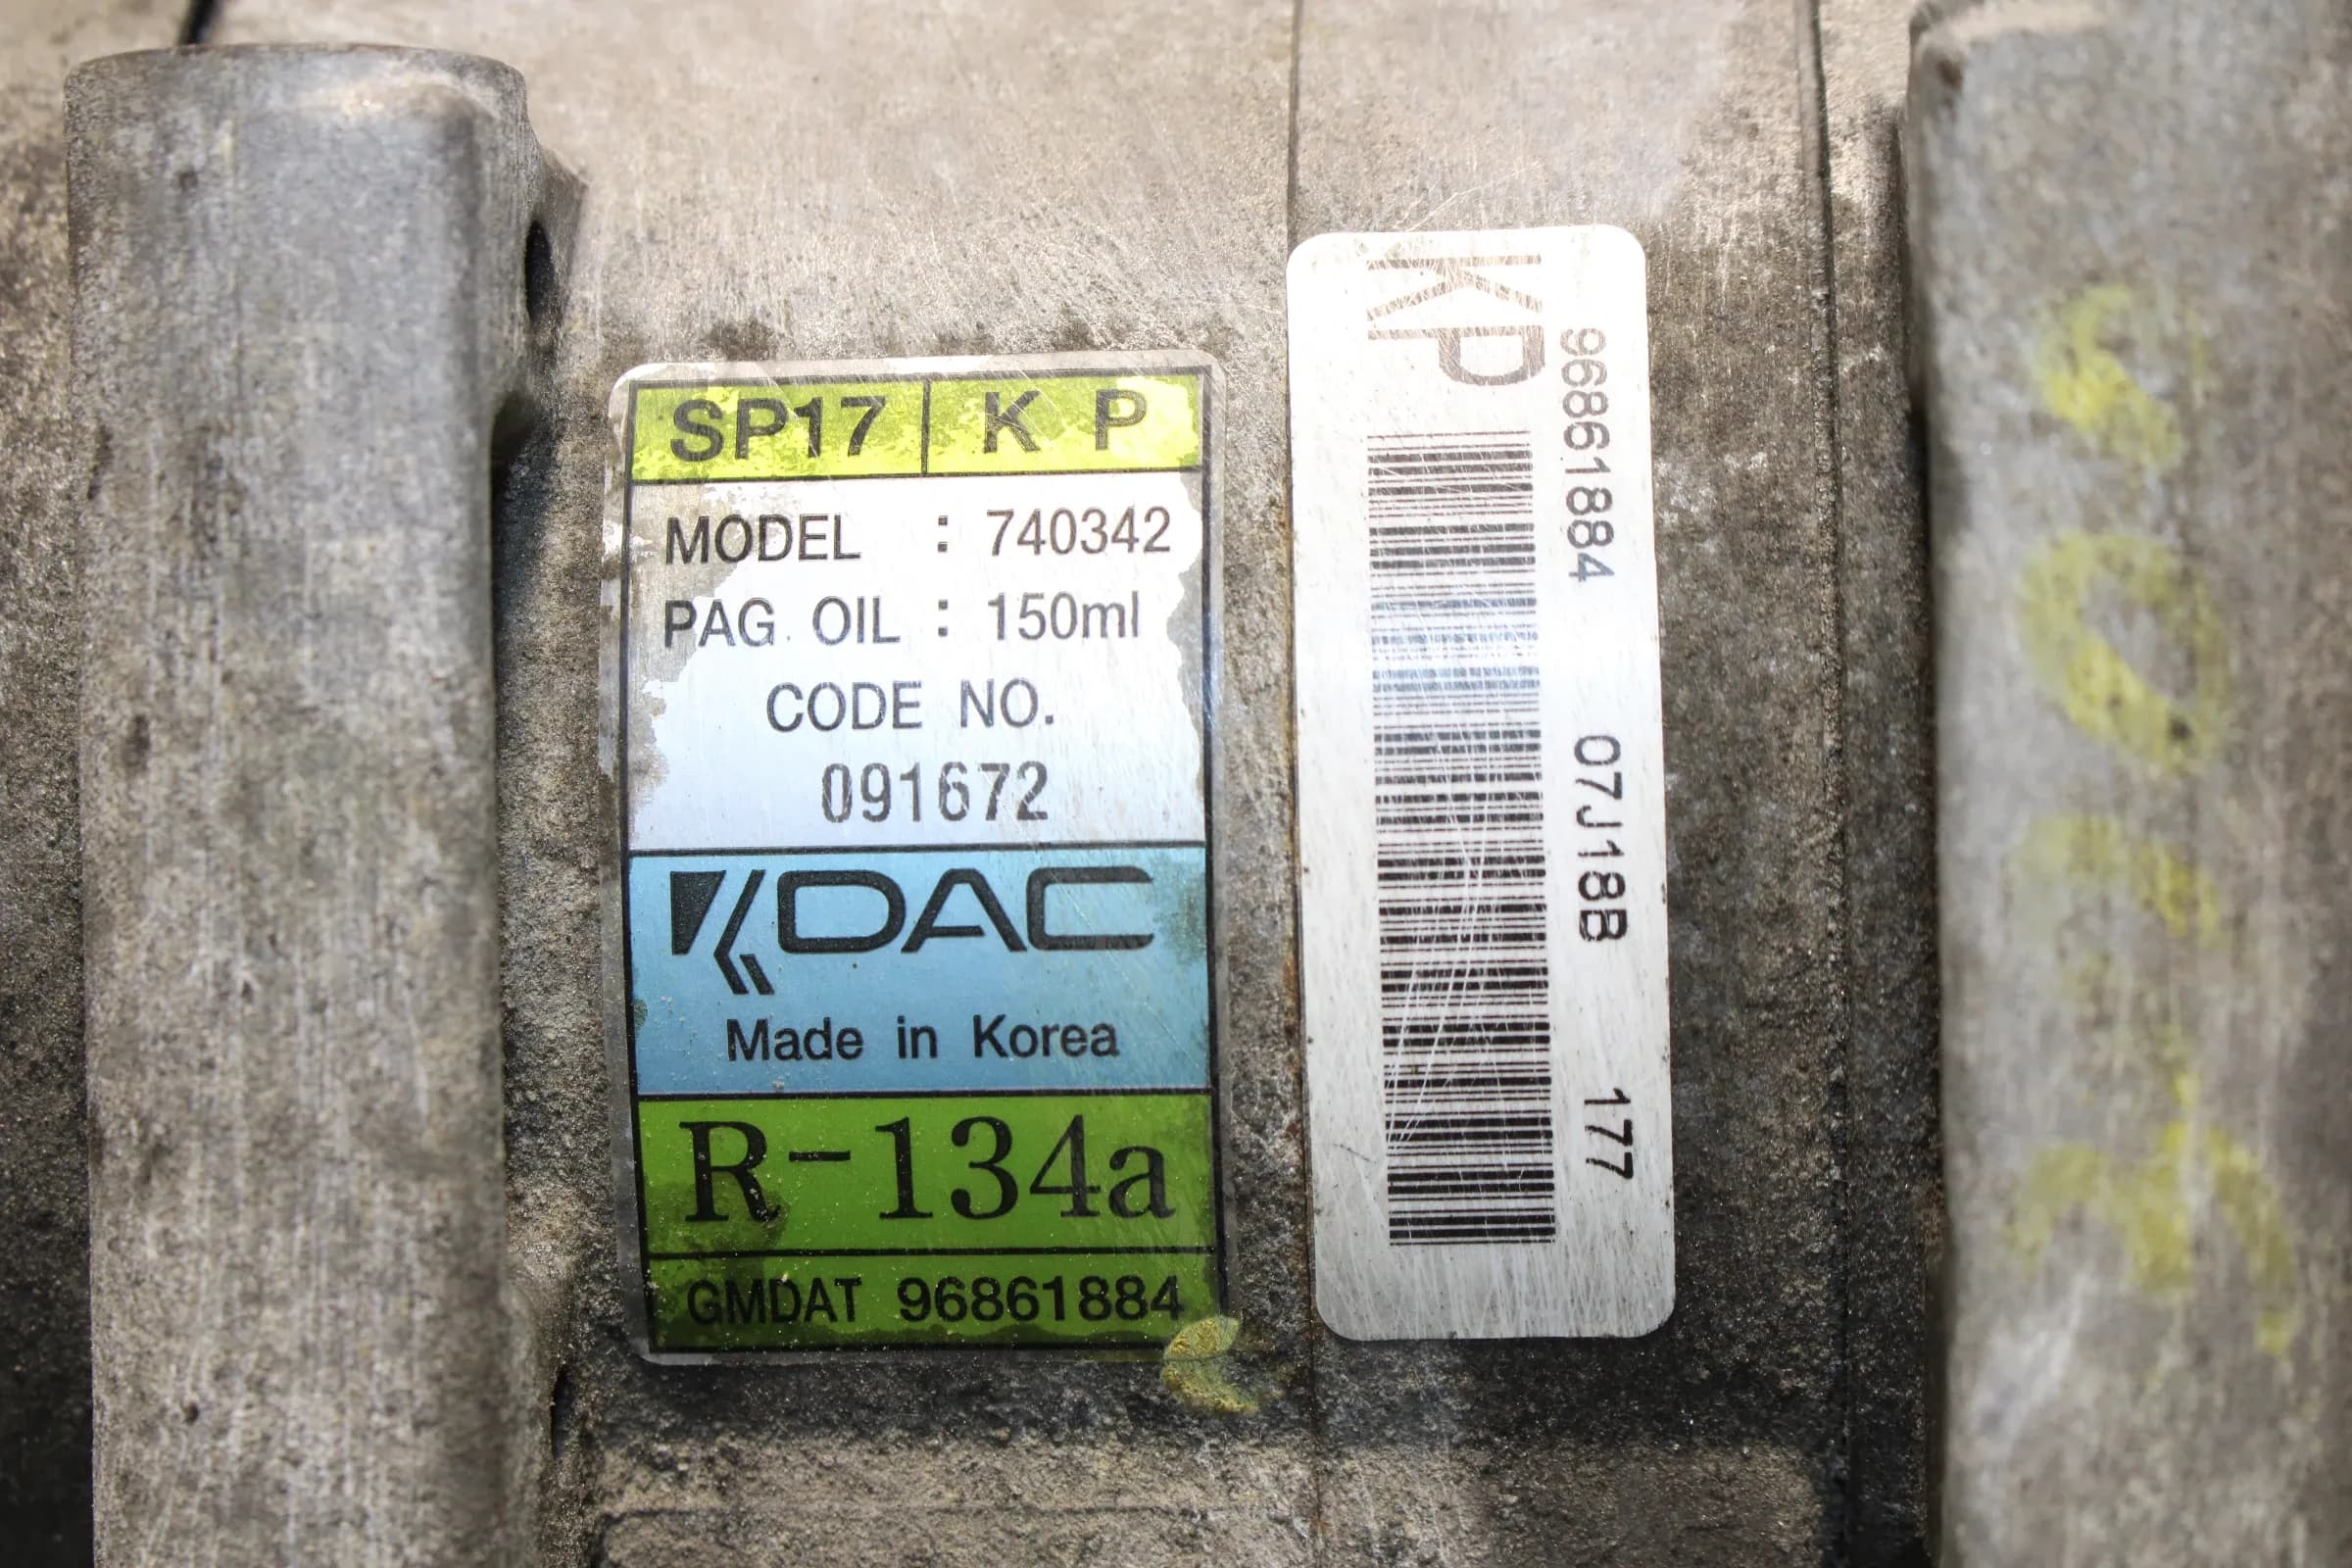 SP17 K P
MODEL : 740342
PAG OIL : 150ml
CODE NO.
091672
KDAC
Made in Korea
R-134a
GMDAT 96861884
KP
96861884 07J18B 177